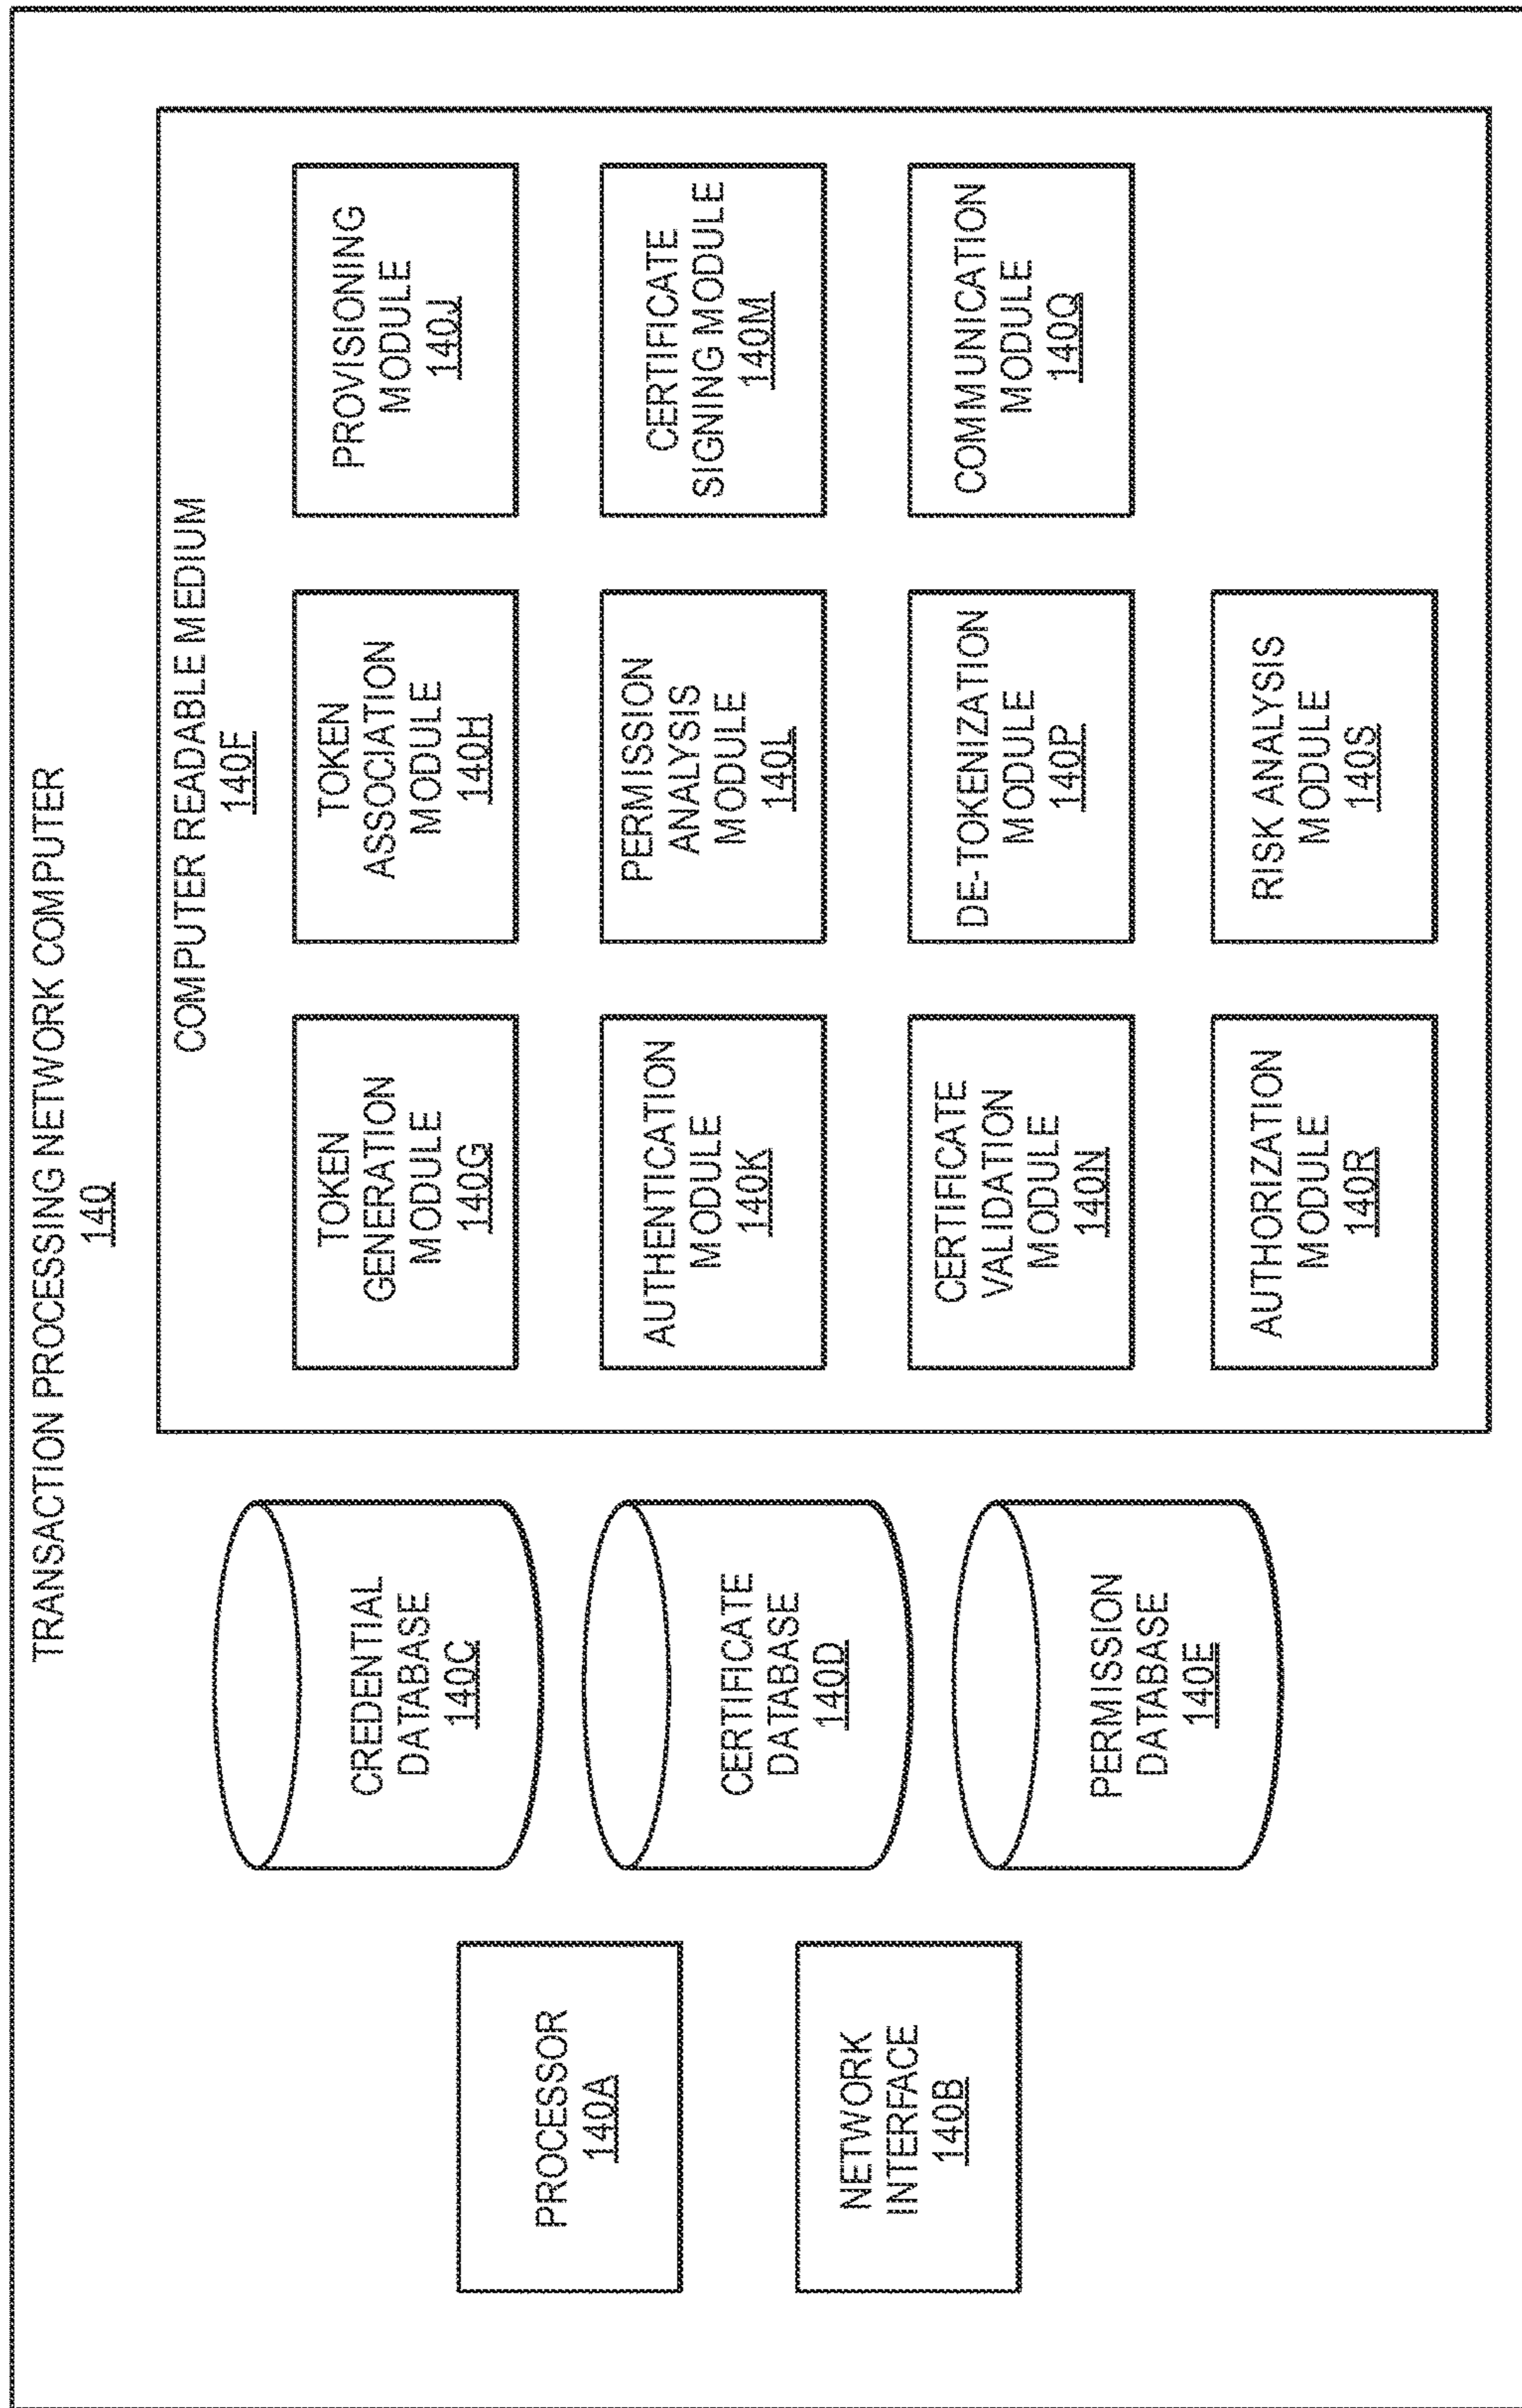 TRANSACTION PROCESSING NETWORK COMPUTER
140
PROCESSOR
140A
NETWORK
INTERFACE
140B
CREDENTIAL
DATABASE
140C
CERTIFICATE
DATABASE
140D
PERMISSION
DATABASE
140E
COMPUTER READABLE MEDIUM
140F
TOKEN
GENERATION
MODULE
140G
TOKEN
ASSOCIATION
MODULE
140H
PROVISIONING
MODULE
140J
AUTHENTICATION
MODULE
140K
PERMISSION
ANALYSIS
MODULE
140L
CERTIFICATE
SIGNING MODULE
140M
CERTIFICATE
VALIDATION
MODULE
140N
DE-TOKENIZATION
MODULE
140P
COMMUNICATION
MODULE
140Q
AUTHORIZATION
MODULE
140R
RISK ANALYSIS
MODULE
140S